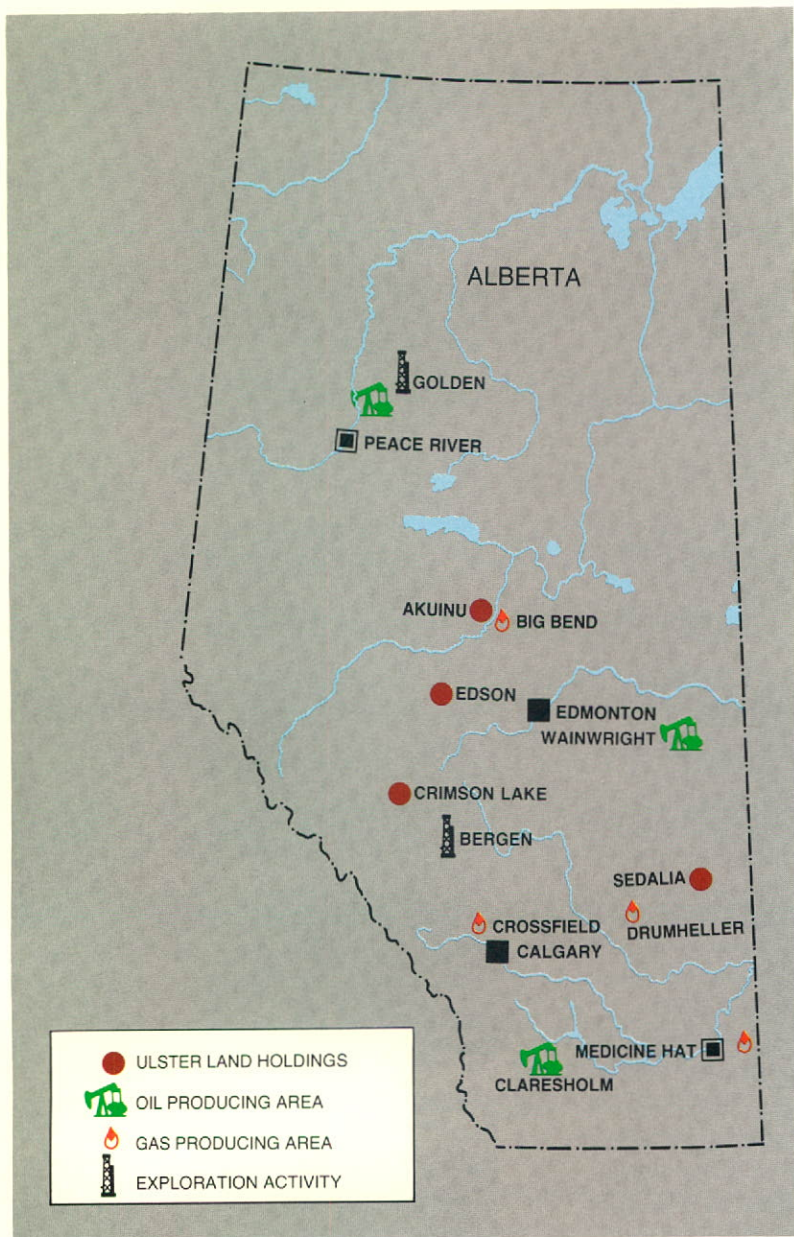 ALBERTA
GOLDEN
PEACE RIVER
AKUINU
BIG BEND
EDSON
EDMONTON
WAINWRIGHT
CRIMSON LAKE
BERGEN
SEDALIA
DRUMHELLER
CROSSFIELD
CALGARY
MEDICINE HAT
CLARESHOLM
ULSTER LAND HOLDINGS
OIL PRODUCING AREA
GAS PRODUCING AREA
EXPLORATION ACTIVITY